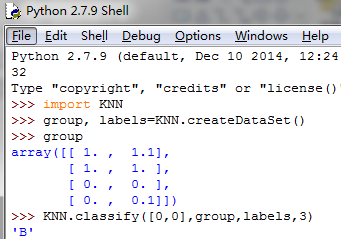 Python 2.7.9 Shell
File Edit Shell Debug Options Windows Help
Python 2.7.9 (default, Dec 10 2014, 12:24
32
Type "copyright", "credits" or "license()"
>>> import KNN
>>> group, labels=KNN.createDataSet()
>>> group
array([[ 1. ,  1.1],
       [ 1. ,  1. ],
       [ 0. ,  0. ],
       [ 0. ,  0.1]])
>>> KNN.classify([0,0],group,labels,3)
'B'